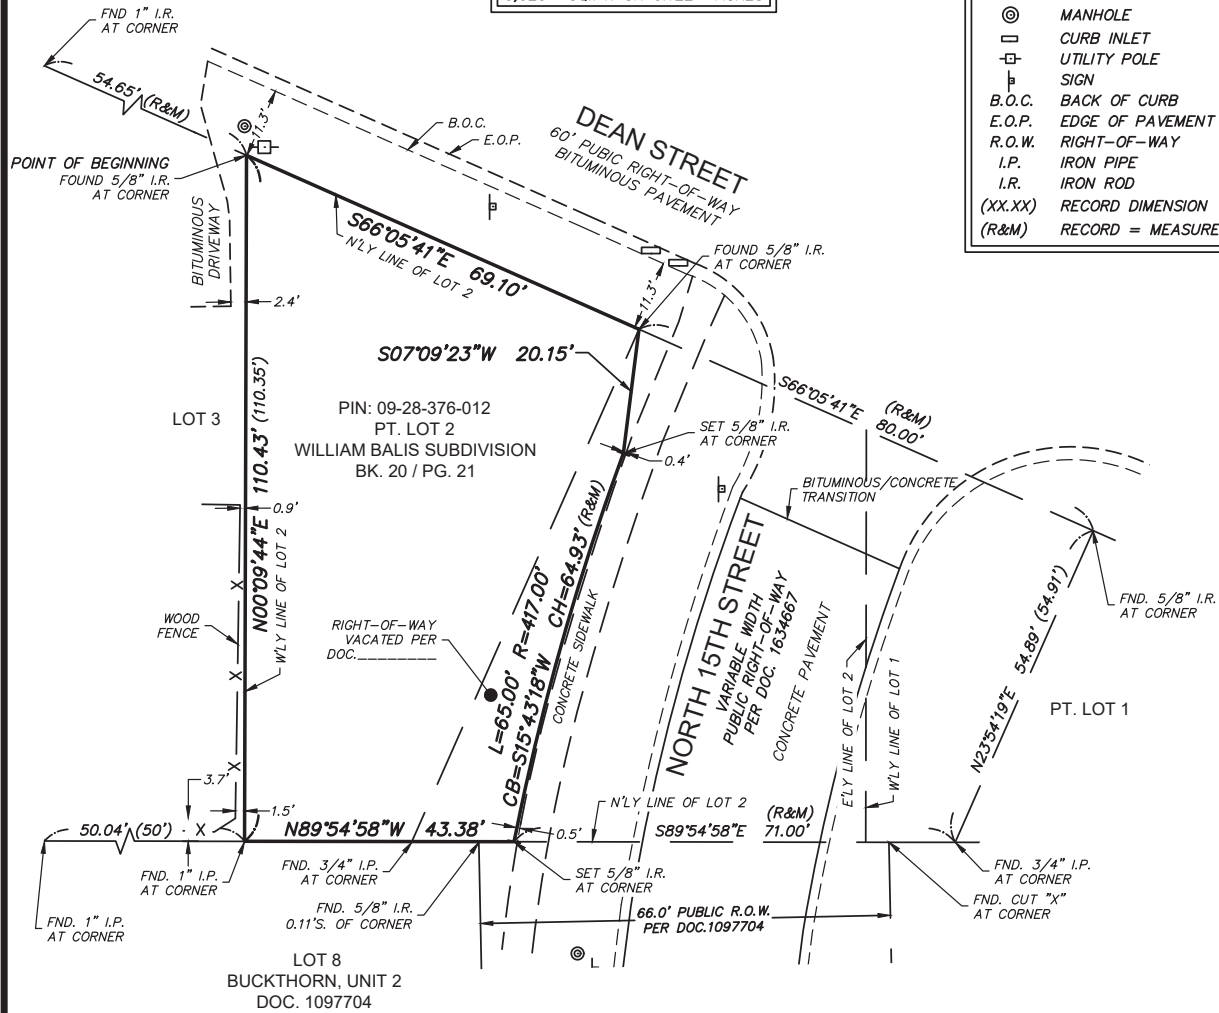 MANHOLE
CURB INLET
UTILITY POLE
SIGN
B.O.C. BACK OF CURB
E.O.P. EDGE OF PAVEMENT
R.O.W. RIGHT-OF-WAY
I.P. IRON PIPE
I.R. IRON ROD
(XX.XX) RECORD DIMENSION
(R&M) RECORD = MEASURE
FND 1" I.R.
AT CORNER
54.65' (R&M)
11.3'
B.O.C.
E.O.P.
DEAN STREET
60' PUBIC RIGHT-OF-WAY
BITUMINOUS PAVEMENT
POINT OF BEGINNING
FOUND 5/8" I.R.
AT CORNER
BITUMINOUS
DRIVEWAY
S66°05'41"E 69.10'
N'LY LINE OF LOT 2
FOUND 5/8" I.R.
AT CORNER
11.3'
2.4'
S07°09'23"W 20.15'
S66°05'41"E 80.00'
(R&M)
LOT 3
PIN: 09-28-376-012
PT. LOT 2
WILLIAM BALIS SUBDIVISION
BK. 20 / PG. 21
SET 5/8" I.R.
AT CORNER
0.4'
N00°09'44"E 110.43' (110.35')
W'LY LINE OF LOT 2
0.9'
BITUMINOUS/CONCRETE
TRANSITION
FND. 5/8" I.R.
AT CORNER
N23°54'19"E 54.89' (54.91')
PT. LOT 1
WOOD
FENCE
X
X
X
RIGHT-OF-WAY
VACATED PER
DOC.________
L=65.00' R=417.00'
CB=S15°43'18"W CH=64.93' (R&M)
CONCRETE SIDEWALK
NORTH 15TH STREET
VARIABLE WIDTH
PUBLIC RIGHT-OF-WAY
PER DOC. 1634667
CONCRETE PAVEMENT
E'LY LINE OF LOT 2
W'LY LINE OF LOT 1
3.7'
1.5'
50.04' (50')
X
N89°54'58"W 43.38'
0.5'
N'LY LINE OF LOT 2
(R&M)
S89°54'58"E 71.00'
FND. 1" I.P.
AT CORNER
FND. 1" I.P.
AT CORNER
FND. 3/4" I.P.
AT CORNER
FND. 5/8" I.R.
0.11'S. OF CORNER
SET 5/8" I.R.
AT CORNER
FND. 3/4" I.P.
AT CORNER
FND. CUT "X"
AT CORNER
66.0' PUBLIC R.O.W.
PER DOC.1097704
LOT 8
BUCKTHORN, UNIT 2
DOC. 1097704